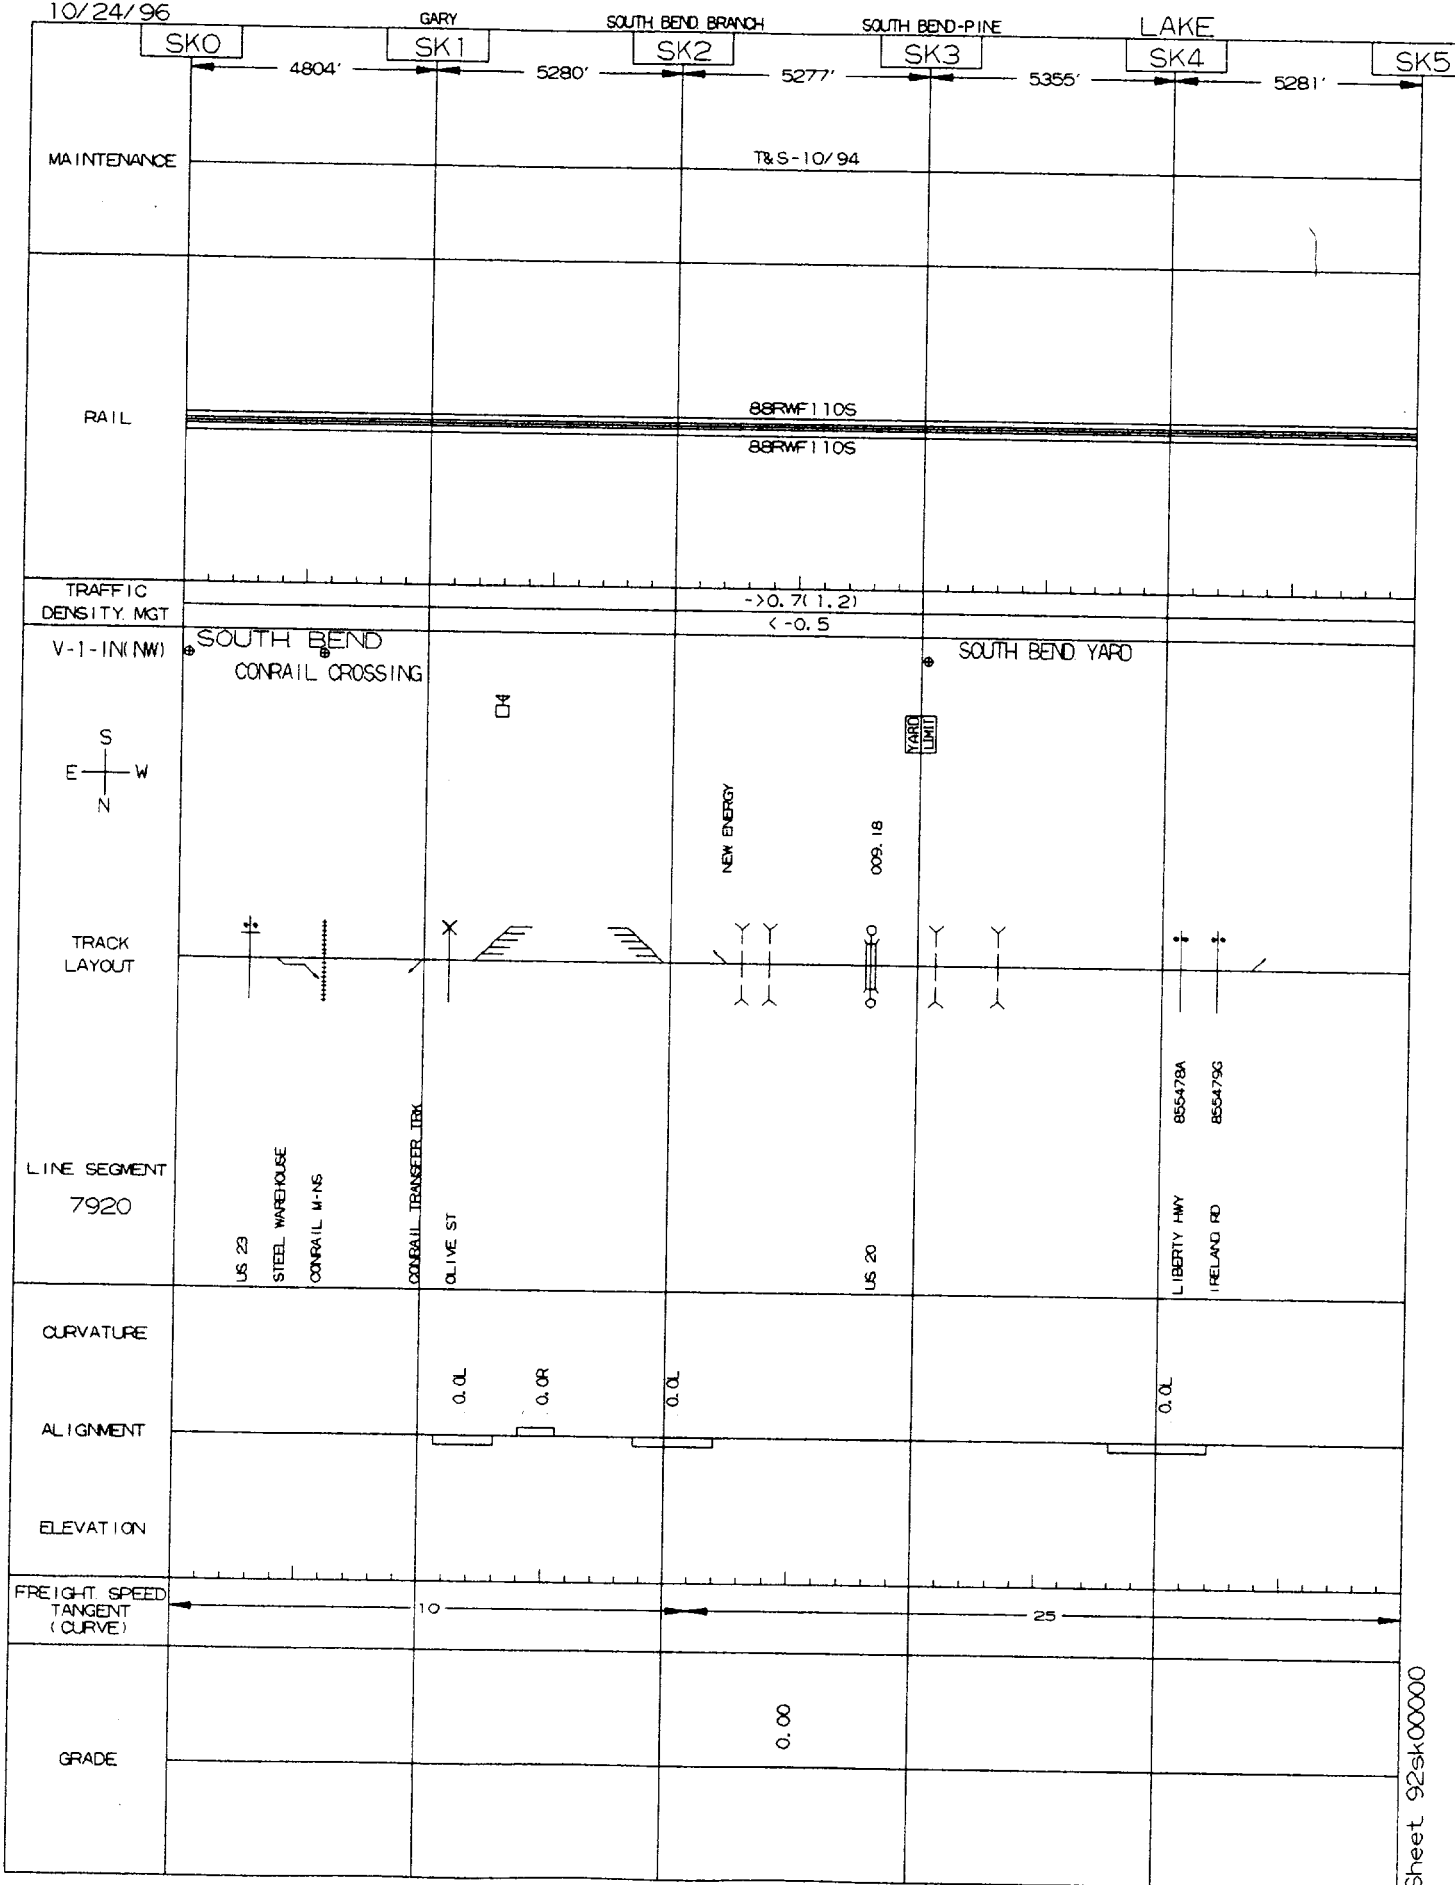 10/24/96
GARY
SOUTH BEND BRANCH
SOUTH BEND-PINE
LAKE
SK0
SK1
SK2
SK3
SK4
SK5
4804'
5280'
5277'
5355'
5281'
MAINTENANCE
T&S-10/94
RAIL
88RWF110S
88RWF110S
TRAFFIC
DENSITY MGT
->0.7(1.2)
<-0.5
V-1-IN(NW)
SOUTH BEND
CONRAIL CROSSING
SOUTH BEND YARD
YARD
LIMIT
S
E
W
N
NEW ENERGY
009.18
TRACK
LAYOUT
LINE SEGMENT
7920
US 23
STEEL WAREHOUSE
CONRAIL M-NS
CONRAIL TRANSFER TRK
OLIVE ST
US 20
LIBERTY HWY
855478A
IRELAND RD
855479G
CURVATURE
0.0L
0.0R
0.0L
0.0L
ALIGNMENT
ELEVATION
FREIGHT SPEED
TANGENT
(CURVE)
10
25
GRADE
0.00
Sheet 92sk00000